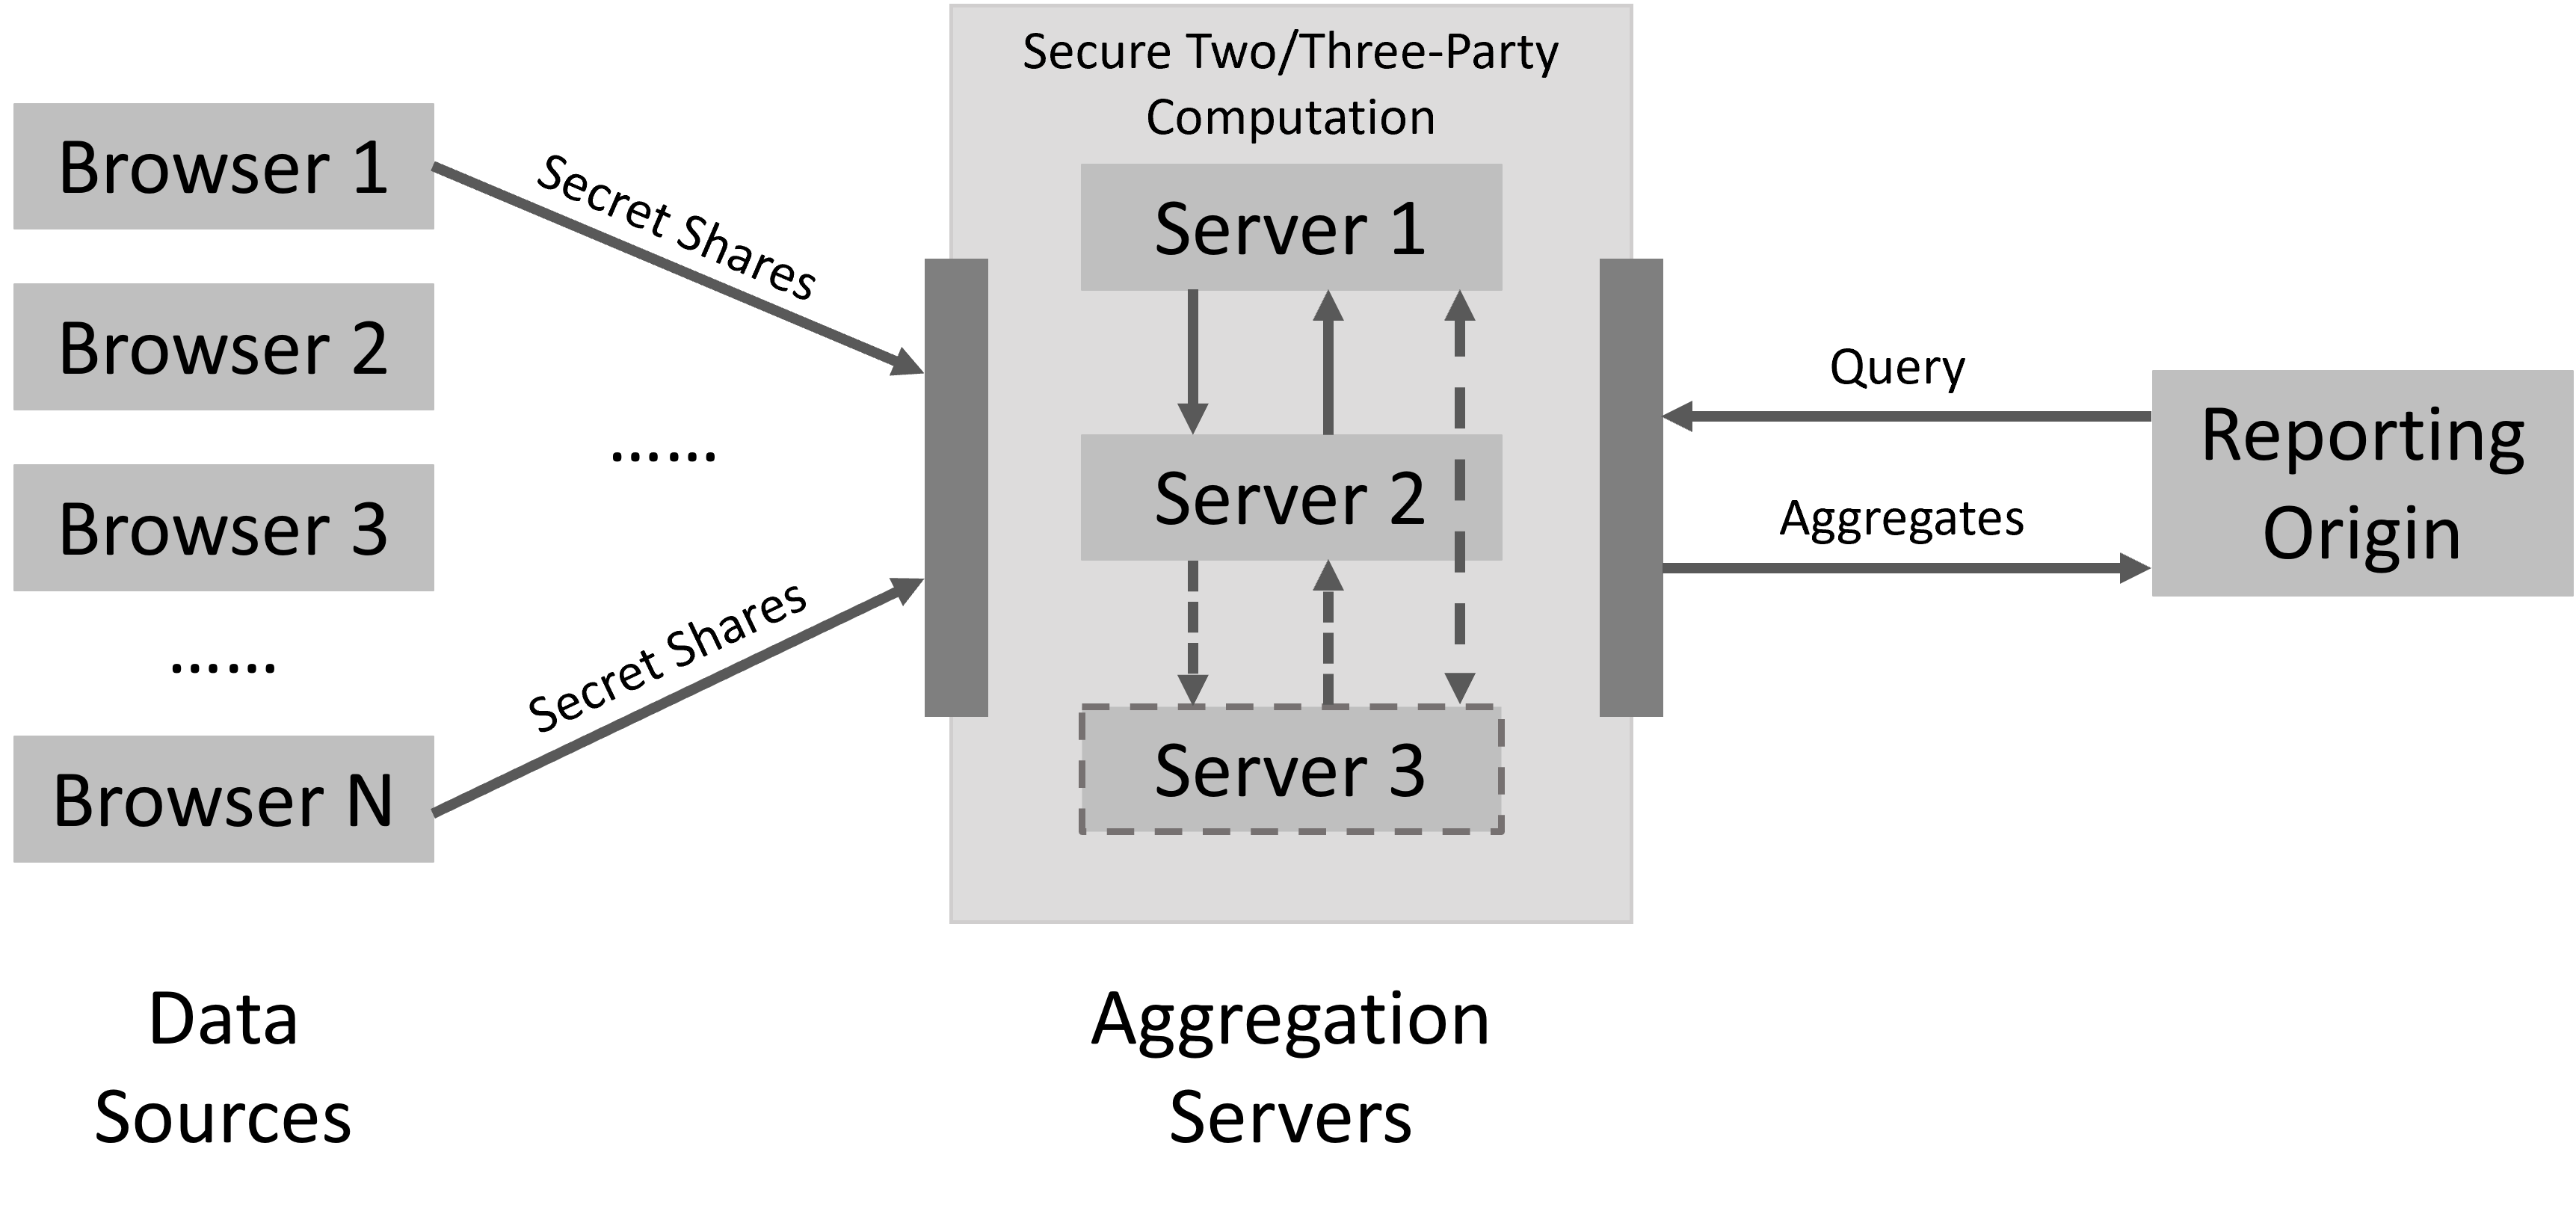 Browser 1
Browser 2
Browser 3
......
Browser N
Data
Sources
Secret Shares
......
Secret Shares
Secure Two/Three-Party
Computation
Server 1
Server 2
Server 3
Aggregation
Servers
Query
Aggregates
Reporting
Origin